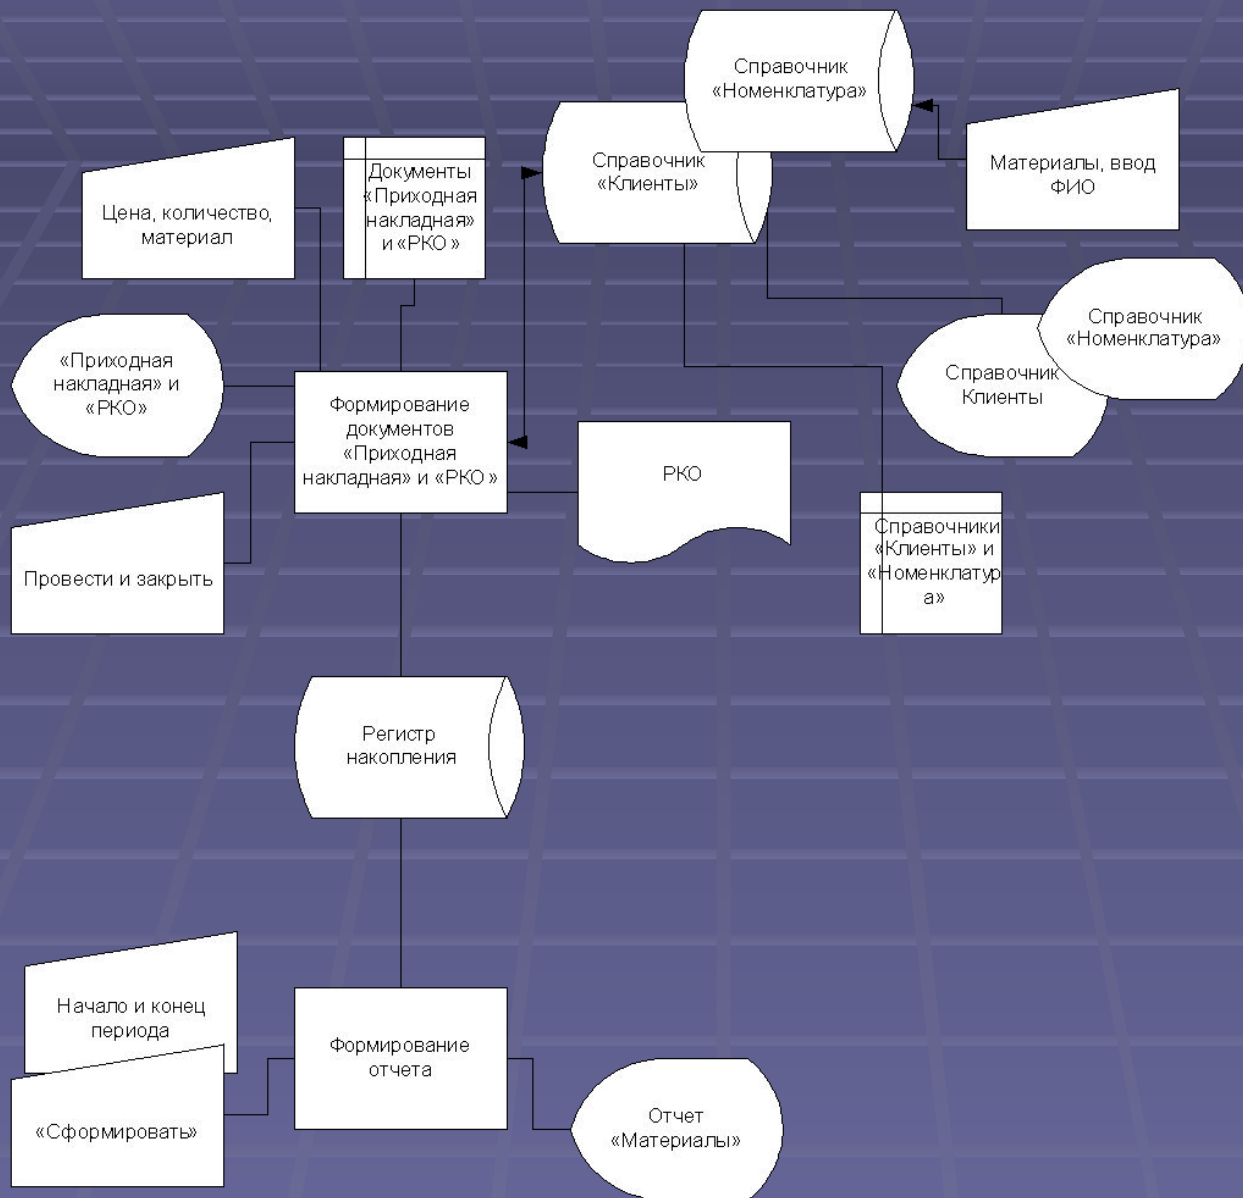 Справочник
«Номенклатура»
Справочник
«Клиенты»
Материалы, ввод
ФИО
Документы
«Приходная
накладная»
и «РКО »
Цена, количество,
материал
Справочник
«Номенклатура»
Справочник
Клиенты
«Приходная
накладная» и
«РКО»
Формирование
документов
«Приходная
накладная» и «РКО »
РКО
Справочники
«Клиенты» и
«Номенклатур
а»
Провести и закрыть
Регистр
накопления
Начало и конец
периода
Формирование
отчета
«Сформировать»
Отчет
«Материалы»